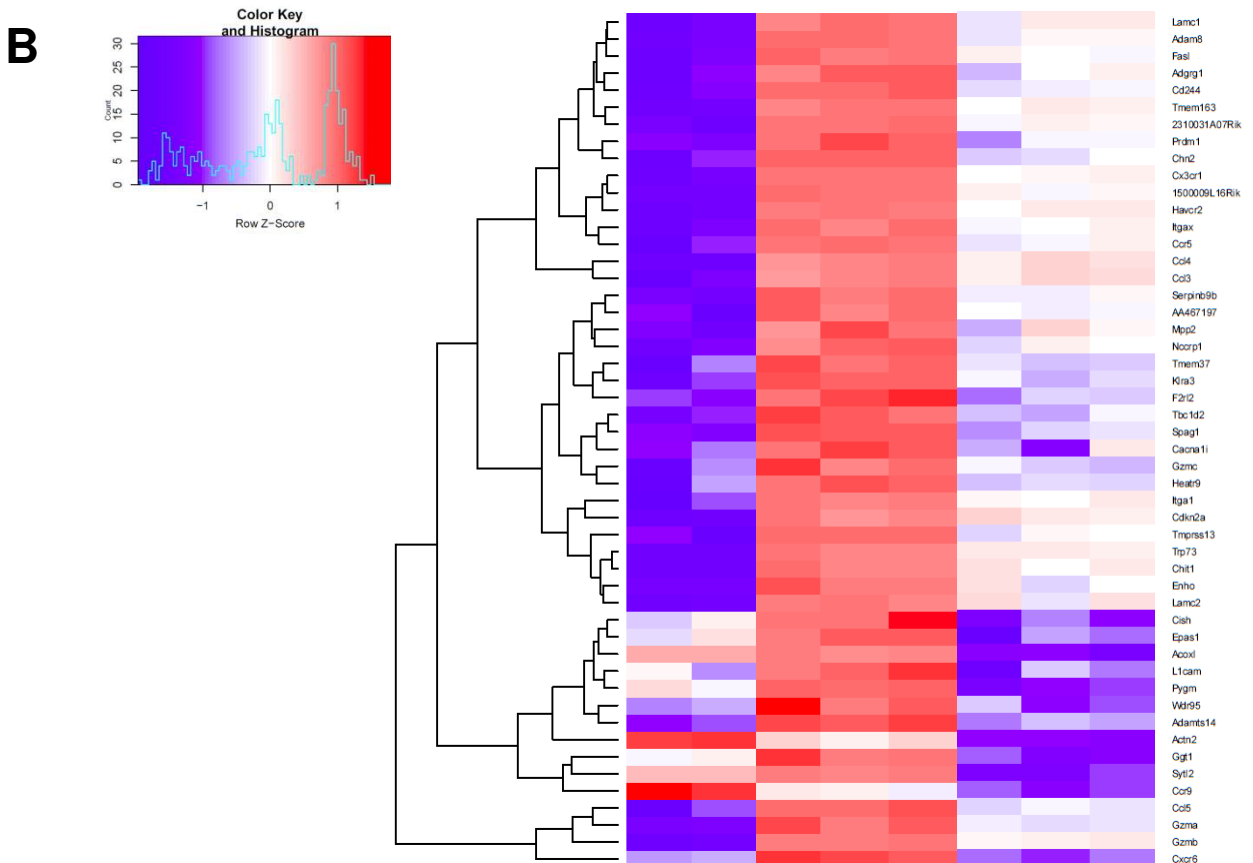 B
Color Key
and Histogram
Count
0
5
10
15
20
25
30
−1
0
1
Row Z−Score
Lamc1
Adam8
Fasl
Adgrg1
Cd244
Tmem163
2310031A07Rik
Prdm1
Chn2
Cx3cr1
1500009L16Rik
Havcr2
Itgax
Ccr5
Ccl4
Ccl3
Serpinb9b
AA467197
Mpp2
Nccrp1
Tmem37
Klra3
F2rl2
Tbc1d2
Spag1
Cacna1i
Gzmc
Heatr9
Itga1
Cdkn2a
Tmprss13
Trp73
Chit1
Enho
Lamc2
Cish
Epas1
Acoxl
L1cam
Pygm
Wdr95
Adamts14
Actn2
Ggt1
Sytl2
Ccr9
Ccl5
Gzma
Gzmb
Cxcr6